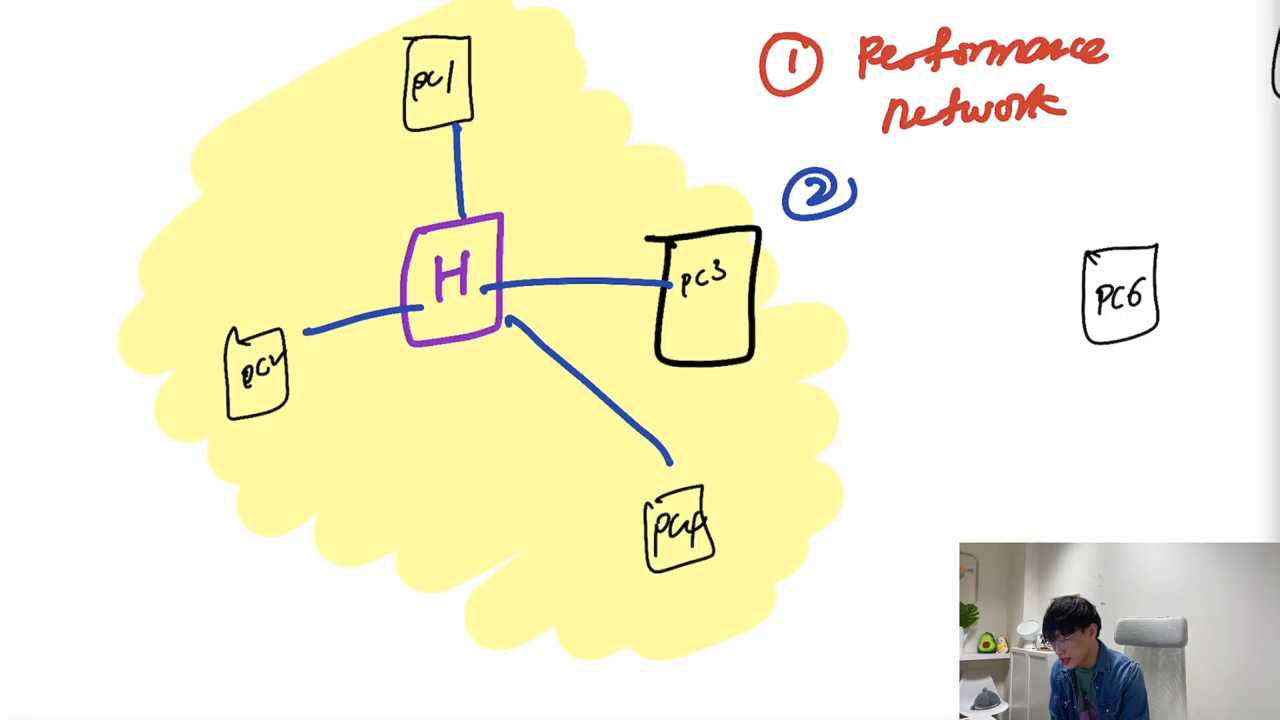 PC1
① Performance
network
②
H
PC3
PC6
PC2
PC4